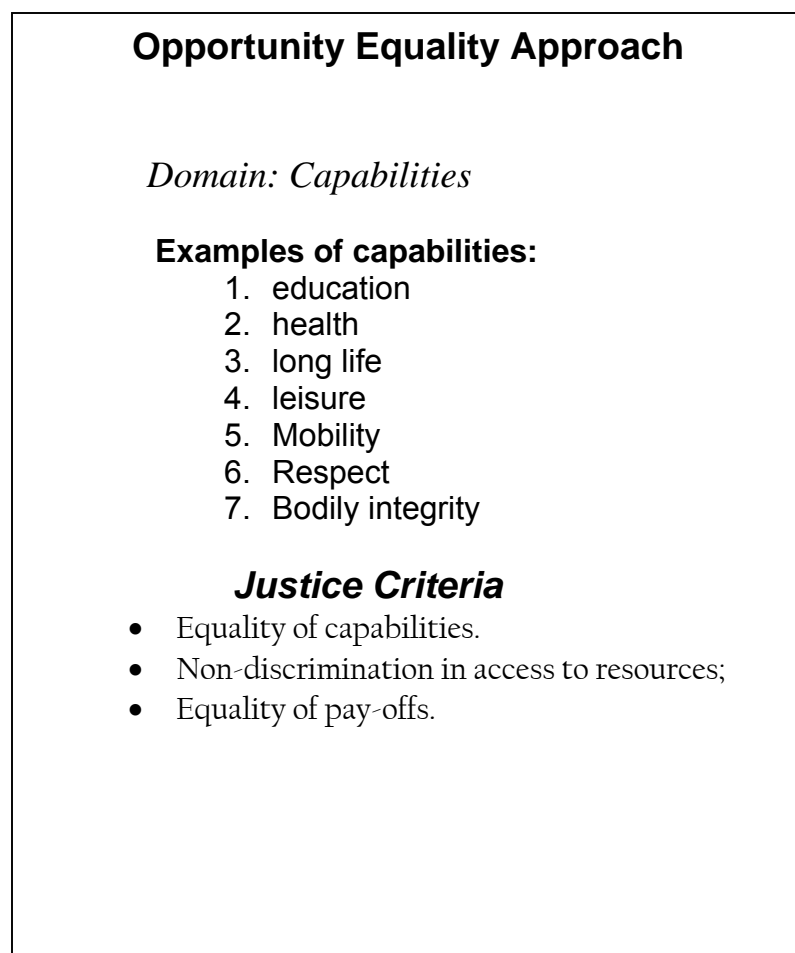 Opportunity Equality Approach
Domain: Capabilities
Examples of capabilities:
1. education
2. health
3. long life
4. leisure
5. Mobility
6. Respect
7. Bodily integrity
Justice Criteria
• Equality of capabilities.
• Non-discrimination in access to resources;
• Equality of pay-offs.